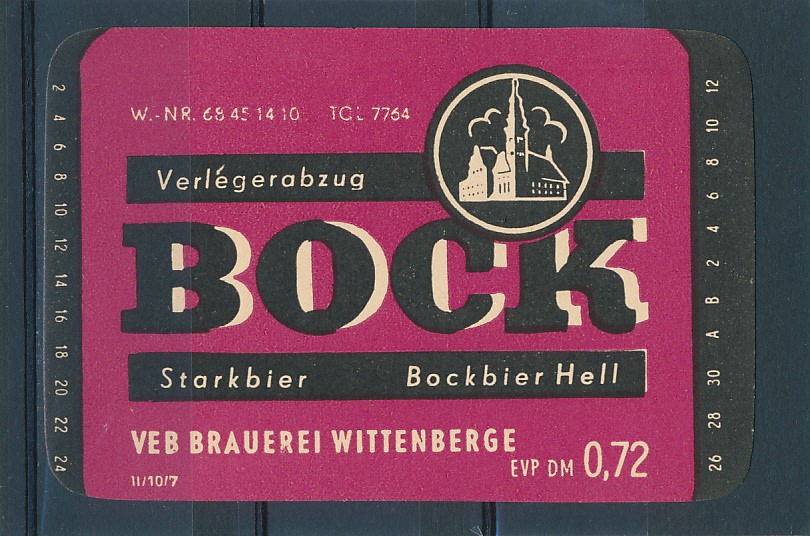 W.-NR. 68 45 14 10 TGL 7764
Verlégerabzug
BOCK
Starkbier Bockbier Hell
VEB BRAUEREI WITTENBERGE
EVP DM 0,72
II/10/7
2 4 6 8 10 12 14 16 18 20 22 24
26 28 30 A B 2 4 6 8 10 12